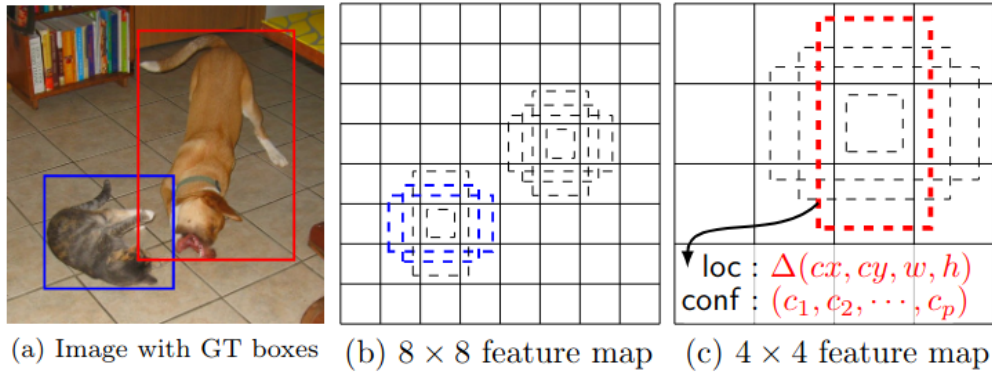 loc : Δ(cx, cy, w, h)
conf : (c₁, c₂, ⋯, cₚ)
(a) Image with GT boxes
(b) 8 × 8 feature map
(c) 4 × 4 feature map